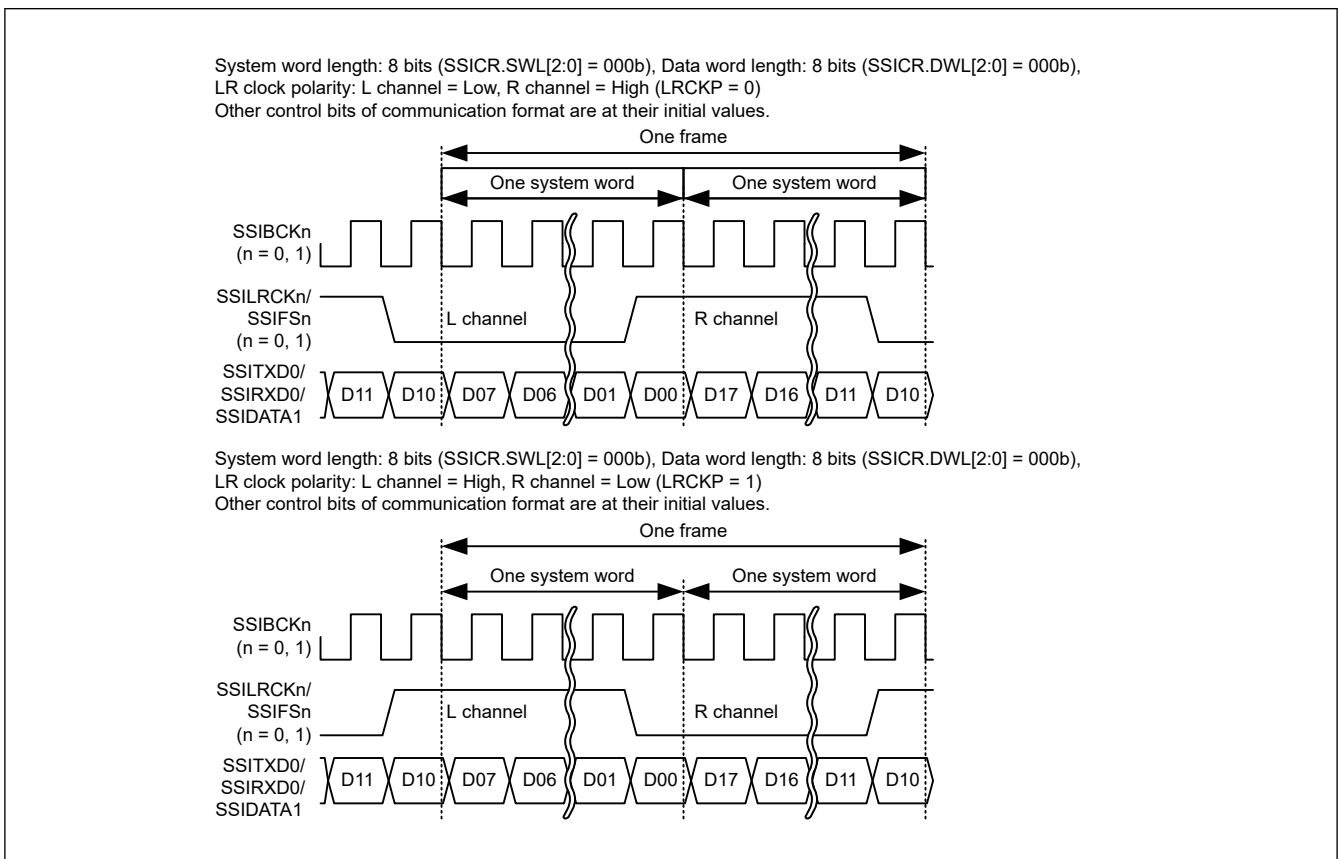 System word length: 8 bits (SSICR.SWL[2:0] = 000b), Data word length: 8 bits (SSICR.DWL[2:0] = 000b),
LR clock polarity: L channel = Low, R channel = High (LRCKP = 0)
Other control bits of communication format are at their initial values.
One frame
One system word One system word
SSIBCKn
(n = 0, 1)
SSILRCKn/
SSIFSn
(n = 0, 1)
L channel R channel
SSITXD0/
SSIRXD0/
SSIDATA1
D11 D10 D07 D06 D01 D00 D17 D16 D11 D10
System word length: 8 bits (SSICR.SWL[2:0] = 000b), Data word length: 8 bits (SSICR.DWL[2:0] = 000b),
LR clock polarity: L channel = High, R channel = Low (LRCKP = 1)
Other control bits of communication format are at their initial values.
One frame
One system word One system word
SSIBCKn
(n = 0, 1)
SSILRCKn/
SSIFSn
(n = 0, 1)
L channel R channel
SSITXD0/
SSIRXD0/
SSIDATA1
D11 D10 D07 D06 D01 D00 D17 D16 D11 D10